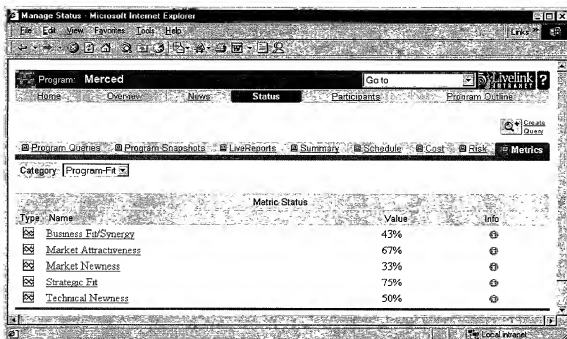 Manage Status - Microsoft Internet Explorer
File Edit View Favorites Tools Help
Links »
Program: Merced
Go to
Livelink
INTRANET
?
Home Overview News Status Participants Program Outline
Create
Query
Program Queries Program Snapshots LiveReports Summary Schedule Cost Risk Metrics
Category: Program-Fit
Metric Status
Type Name Value Info
Business Fit/Synergy 43%
Market Attractiveness 67%
Market Newness 33%
Strategic Fit 75%
Technical Newness 50%
Local intranet